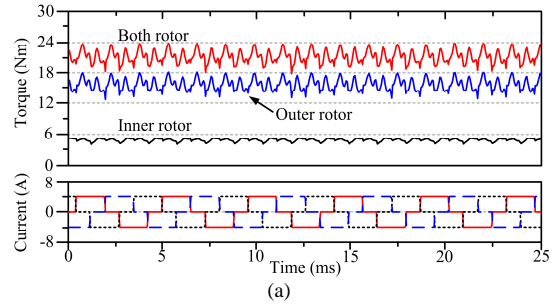 Torque (Nm)
30
24
18
12
6
0
Both rotor
Outer rotor
Inner rotor
Current (A)
8
0
-8
0
5
10
15
20
25
Time (ms)
(a)